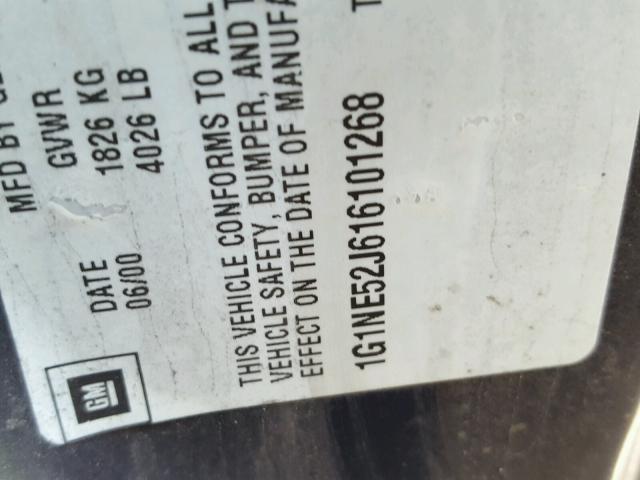 MFD BY
DATE GVWR
06/00 1826 KG
4026 LB
THIS VEHICLE CONFORMS TO ALL
VEHICLE SAFETY, BUMPER, AND
EFFECT ON THE DATE OF MANUFA
1G1NE52J616101268
GM